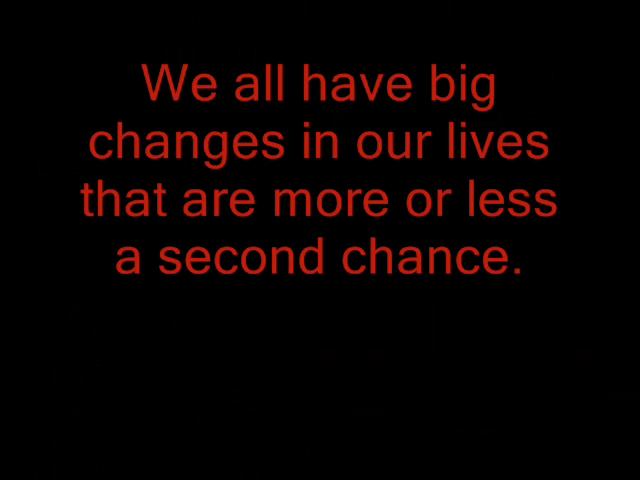 We all have big
changes in our lives
that are more or less
a second chance.